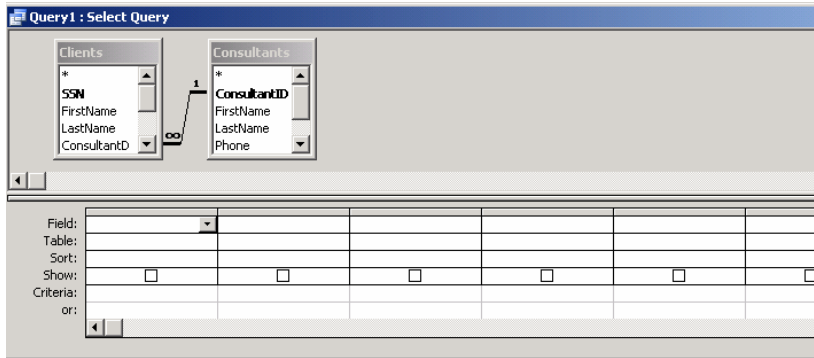 Query1 : Select Query
Clients
*
SSN
FirstName
LastName
ConsultantD
1
∞
Consultants
*
ConsultantID
FirstName
LastName
Phone
Field:
Table:
Sort:
Show:
Criteria:
or: